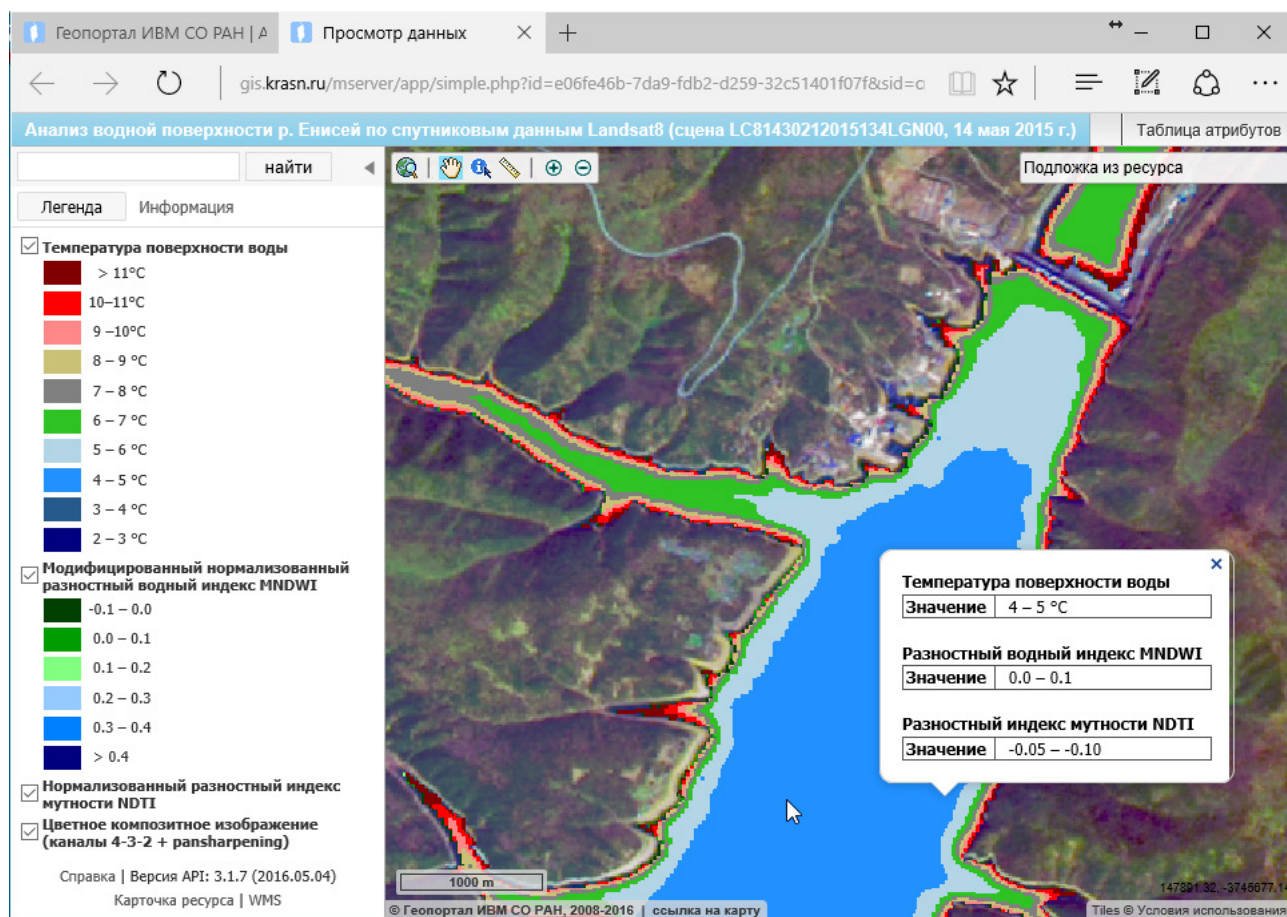 Геопортал ИВМ СО РАН | А
Просмотр данных
gis.krasn.ru/mserver/app/simple.php?id=e06fe46b-7da9-fdb2-d259-32c51401f07f&sid=c
Анализ водной поверхности р. Енисей по спутниковым данным Landsat8 (сцена LC81430212015134LGN00, 14 мая 2015 г.)
Таблица атрибутов
найти
Подложка из ресурса
Легенда
Информация
Температура поверхности воды
> 11°C
10–11°C
9 –10°C
8 – 9 °C
7 – 8 °C
6 – 7 °C
5 – 6 °C
4 – 5 °C
3 – 4 °C
2 – 3 °C
Модифицированный нормализованный
разностный водный индекс MNDWI
-0.1 – 0.0
0.0 – 0.1
0.1 – 0.2
0.2 – 0.3
0.3 – 0.4
> 0.4
Нормализованный разностный индекс
мутности NDTI
Цветное композитное изображение
(каналы 4-3-2 + pansharpening)
Справка | Версия API: 3.1.7 (2016.05.04)
Карточка ресурса | WMS
Температура поверхности воды
Значение 4 – 5 °C
Разностный водный индекс MNDWI
Значение 0.0 – 0.1
Разностный индекс мутности NDTI
Значение -0.05 – -0.10
1000 m
147891.32, -3745677.14
© Геопортал ИВМ СО РАН, 2008-2016 | ссылка на карту
Tiles © Условия использования